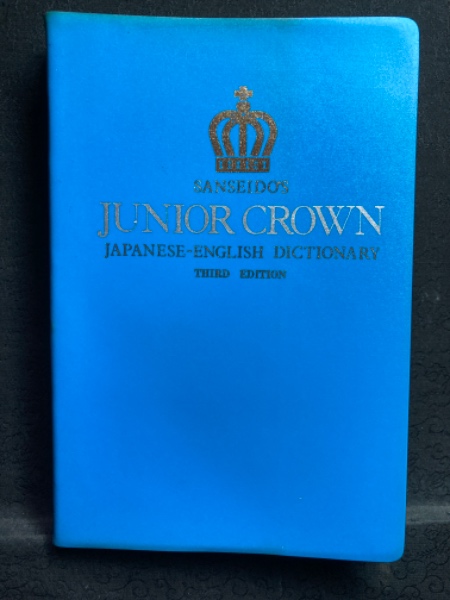 SANSEIDO'S
JUNIOR CROWN
JAPANESE-ENGLISH DICTIONARY
THIRD EDITION